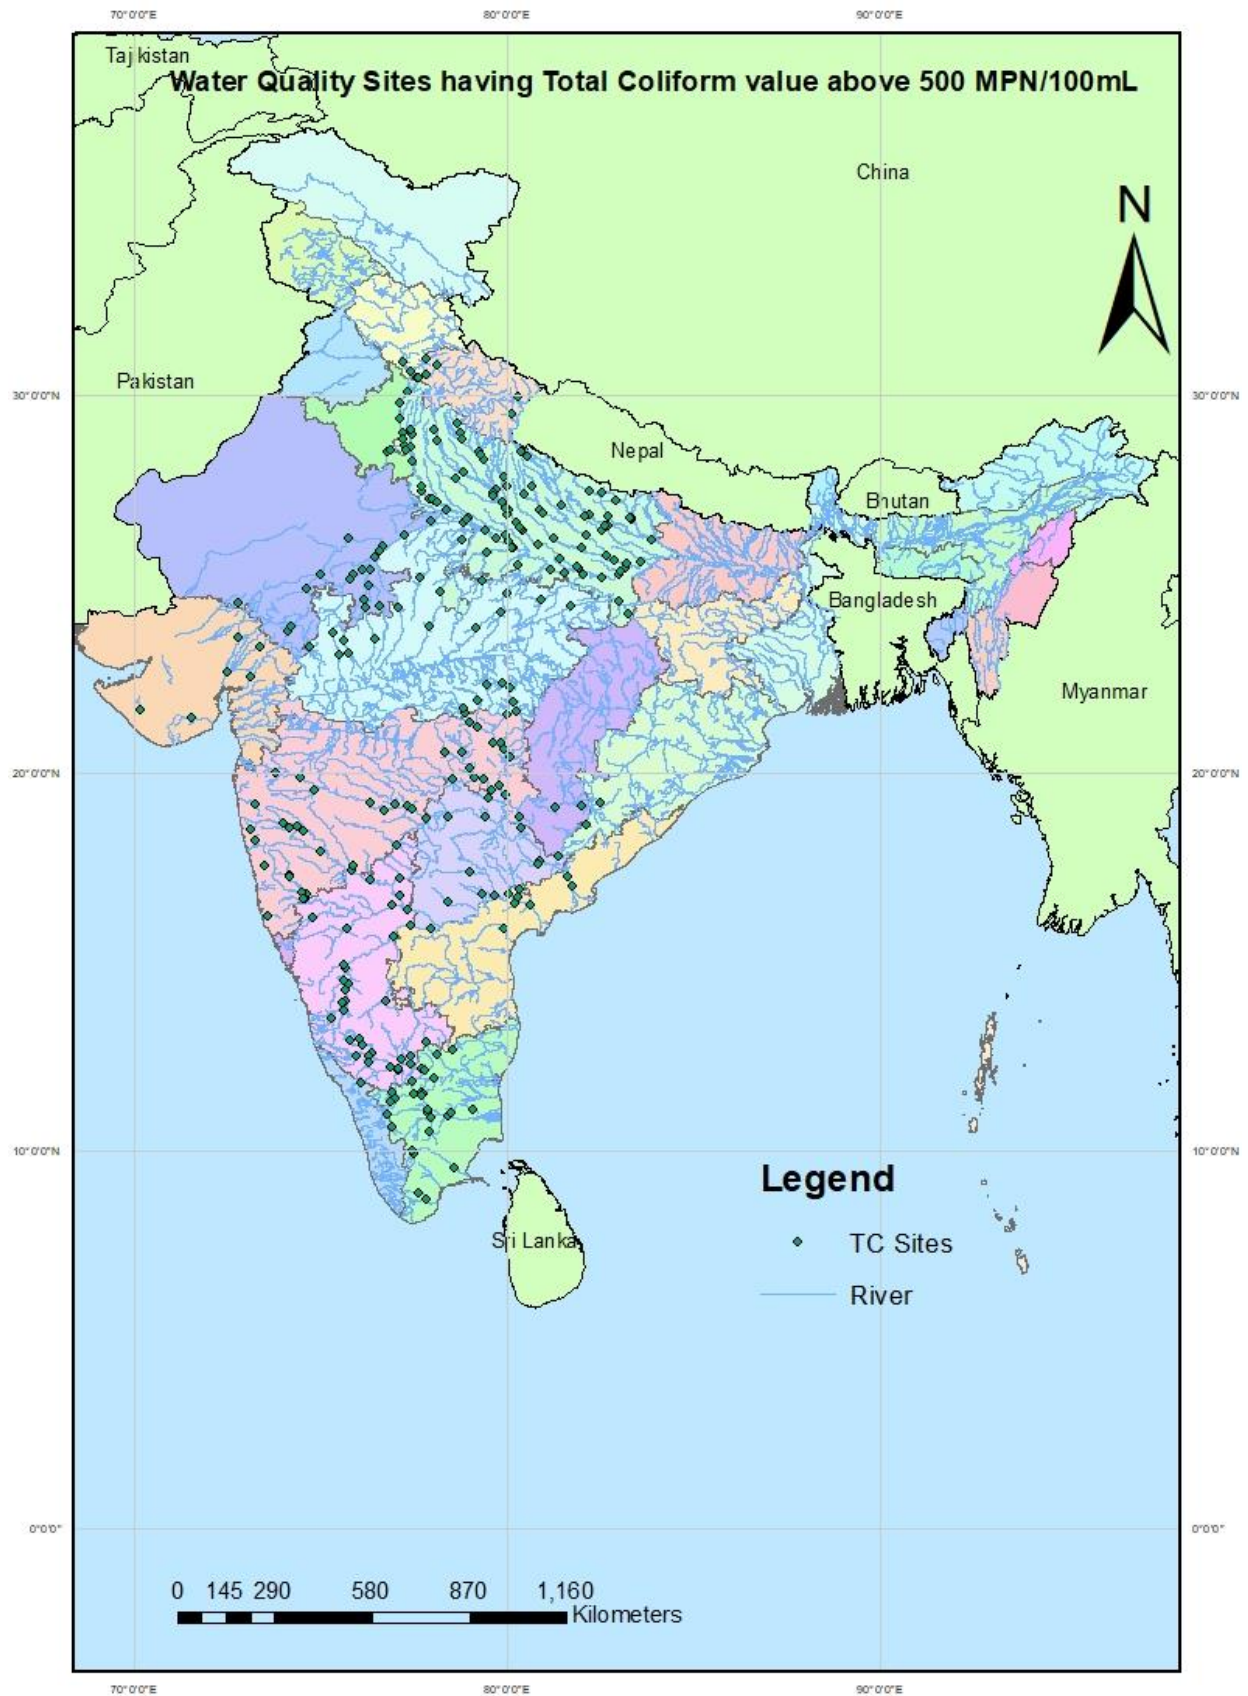 70°0'0"E 80°0'0"E 90°0'0"E
Tajikistan
Water Quality Sites having Total Coliform value above 500 MPN/100mL
China
N
Pakistan
30°0'0"N 30°0'0"N
Nepal
Bhutan
Bangladesh
Myanmar
20°0'0"N 20°0'0"N
10°0'0"N 10°0'0"N
Legend
Sri Lanka
TC Sites
River
0°0'0" 0°0'0"
0 145 290 580 870 1,160
Kilometers
70°0'0"E 80°0'0"E 90°0'0"E